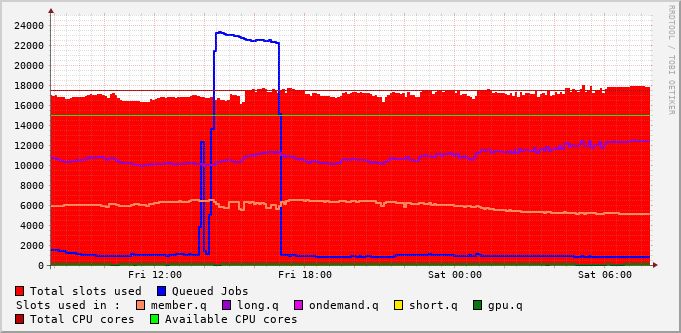 24000
22000
20000
18000
16000
14000
12000
10000
8000
6000
4000
2000
0
Fri 12:00 Fri 18:00 Sat 00:00 Sat 06:00
Total slots used Queued Jobs
Slots used in : member.q long.q ondemand.q short.q gpu.q
Total CPU cores Available CPU cores
RRDTOOL / TOBI OETIKER